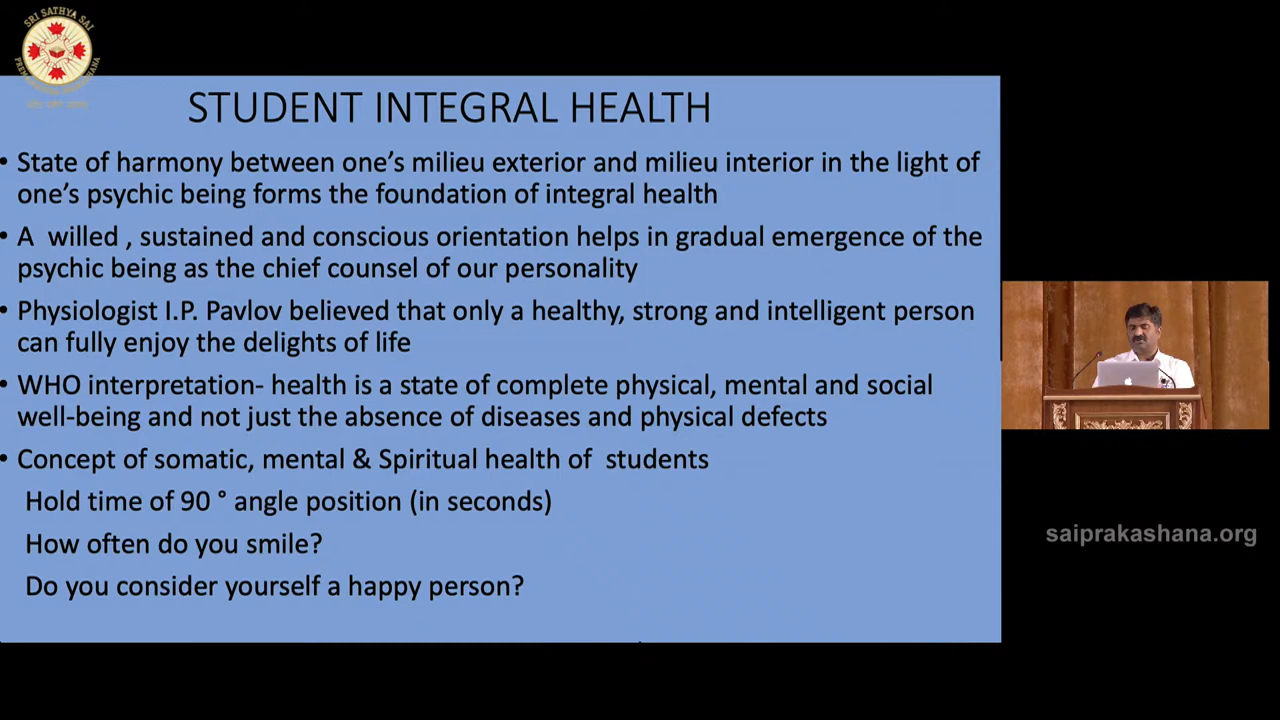 SRI SATHYA SAI
STUDENT INTEGRAL HEALTH
• State of harmony between one’s milieu exterior and milieu interior in the light of
one’s psychic being forms the foundation of integral health
• A willed , sustained and conscious orientation helps in gradual emergence of the
psychic being as the chief counsel of our personality
• Physiologist I.P. Pavlov believed that only a healthy, strong and intelligent person
can fully enjoy the delights of life
• WHO interpretation- health is a state of complete physical, mental and social
well-being and not just the absence of diseases and physical defects
• Concept of somatic, mental & Spiritual health of students
Hold time of 90 ° angle position (in seconds)
How often do you smile?
Do you consider yourself a happy person?
saiprakashana.org